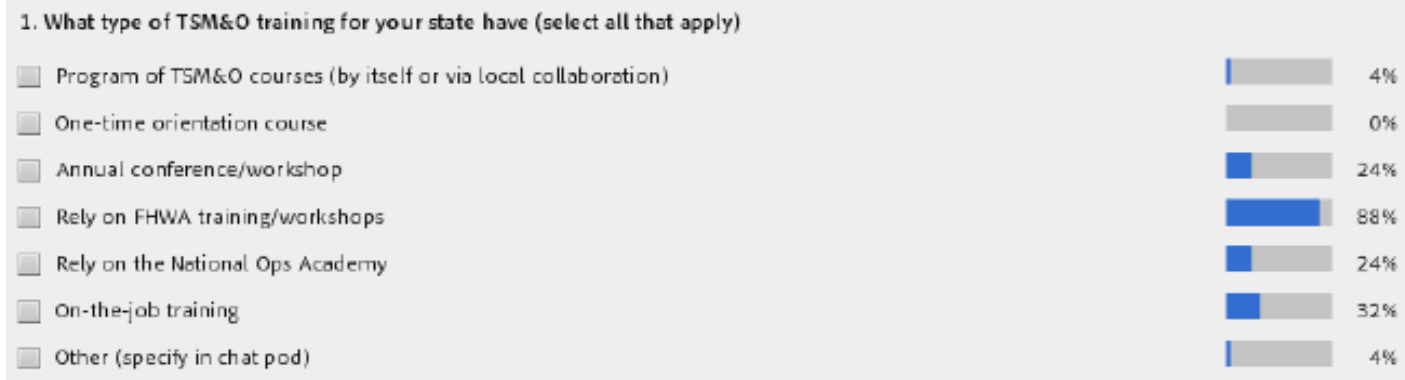 1. What type of TSM&O training for your state have (select all that apply)
Program of TSM&O courses (by itself or via local collaboration) 4%
One-time orientation course 0%
Annual conference/workshop 24%
Rely on FHWA training/workshops 88%
Rely on the National Ops Academy 24%
On-the-job training 32%
Other (specify in chat pod) 4%